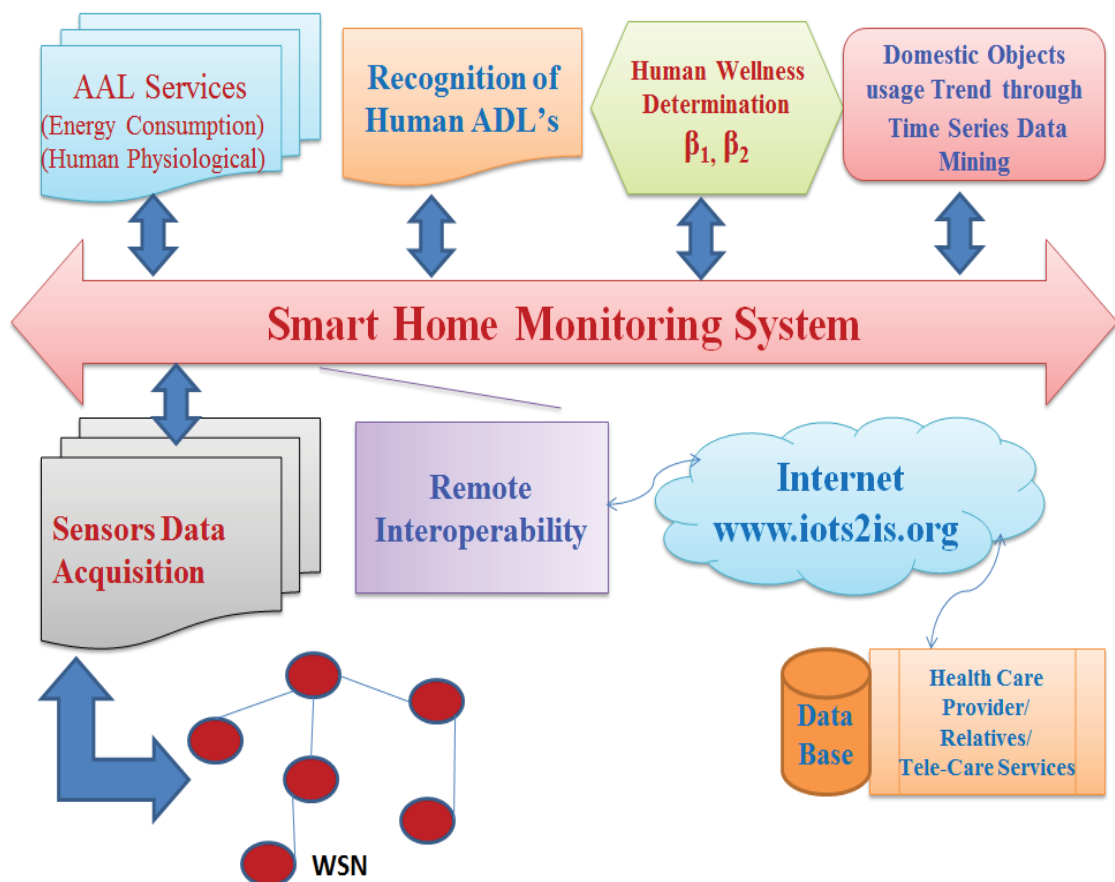 AAL Services
(Energy Consumption)
(Human Physiological)
Recognition of
Human ADL's
Human Wellness
Determination
β₁, β₂
Domestic Objects
usage Trend through
Time Series Data
Mining
Smart Home Monitoring System
Sensors Data
Acquisition
Remote
Interoperability
Internet
www.iots2is.org
Data
Base
Health Care
Provider/
Relatives/
Tele-Care Services
WSN